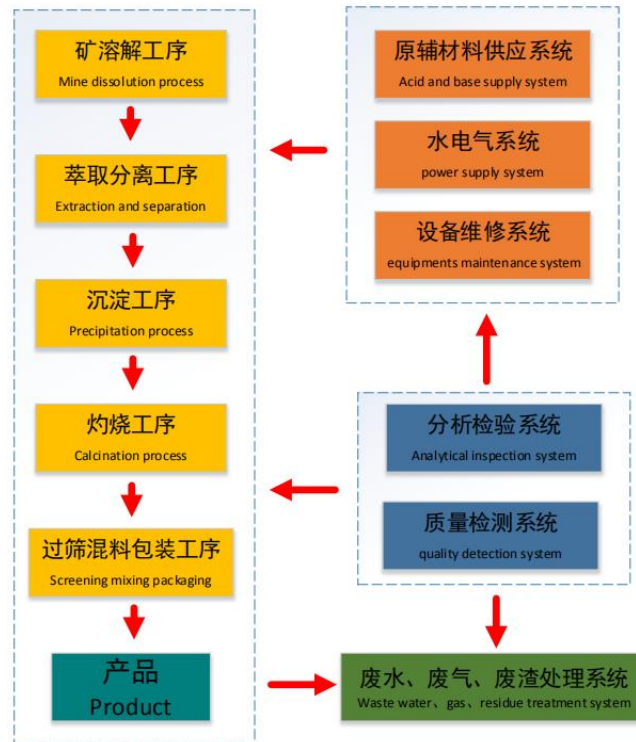 矿溶解工序
Mine dissolution process
萃取分离工序
Extraction and separation
沉淀工序
Precipitation process
灼烧工序
Calcination process
过筛混料包装工序
Screening mixing packaging
产品
Product
原辅材料供应系统
Acid and base supply system
水电气系统
power supply system
设备维修系统
equipments maintenance system
分析检验系统
Analytical inspection system
质量检测系统
quality detection system
废水、废气、废渣处理系统
Waste water、gas、residue treatment system